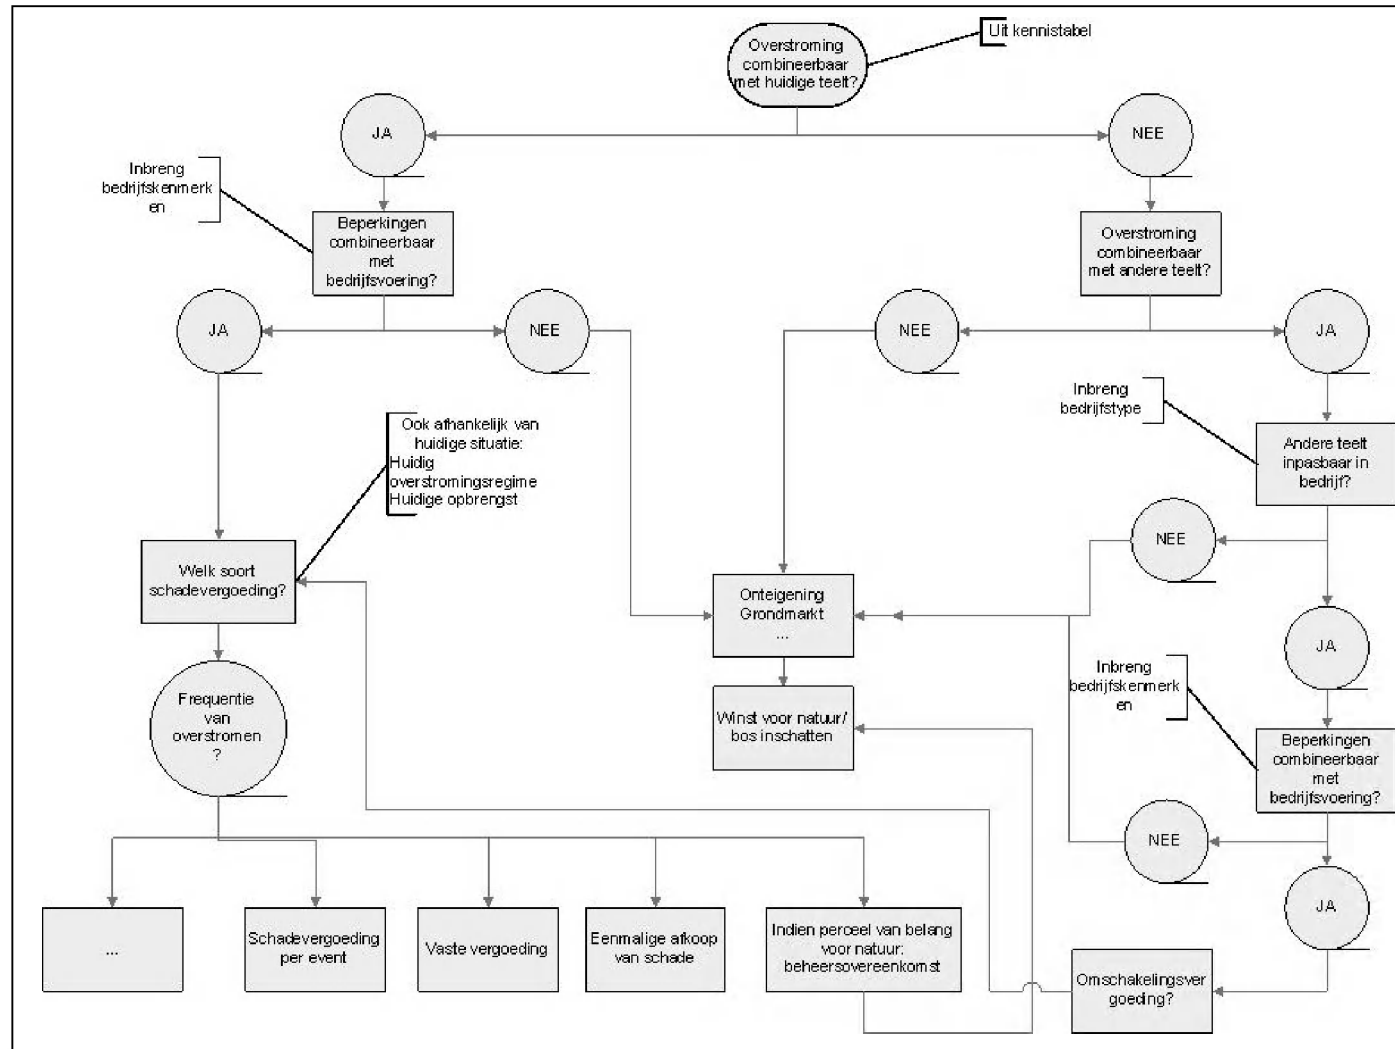 Overstroming
combineerbaar
met huidige teelt?
Uit kennistabel
JA
NEE
Inbreng
bedrijfskenmerk
en
Beperkingen
combineerbaar
met
bedrijfsvoering?
Overstroming
combineerbaar
met andere teelt?
JA
NEE
NEE
JA
Inbreng
bedrijfstype
Ook afhankelijk van
huidige situatie:
Huidig
overstromingsregime
Huidige opbrengst
Andere teelt
inpasbaar in
bedrijf?
NEE
Welk soort
schadevergoeding?
Onteigening
Grondmarkt
...
JA
Inbreng
bedrijfskenmerk
en
Frequentie
van
overstromen
?
Winst voor natuur/
bos inschatten
Beperkingen
combineerbaar
met
bedrijfsvoering?
NEE
JA
...
Schadevergoeding
per event
Vaste vergoeding
Eenmalige afkoop
van schade
Indien perceel van belang
voor natuur:
beheersovereenkomst
Omschakelingsver
goeding?